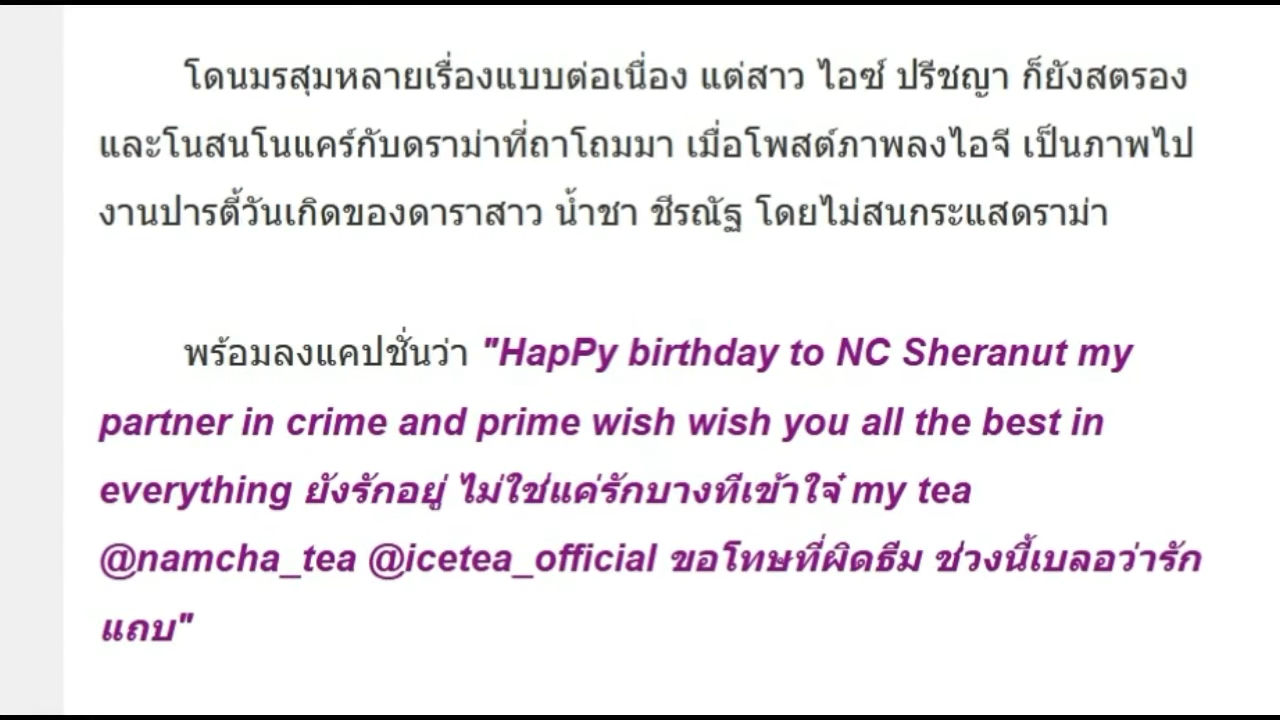 โดนมรสุมหลายเรื่องแบบต่อเนื่อง แต่สาว ไอซ์ ปรีชญา ก็ยังสตรอง
และโนสนโนแคร์กับดราม่าที่ถาโถมมา เมื่อโพสต์ภาพลงไอจี เป็นภาพไป
งานปารตี้วันเกิดของดาราสาว น้ำชา ชีรณัฐ โดยไม่สนกระแสดราม่า
พร้อมลงแคปชั่นว่า "HapPy birthday to NC Sheranut my
partner in crime and prime wish wish you all the best in
everything ยังรักอยู่ ไม่ใช่แค่รักบางทีเข้าใจ๋ my tea
@namcha_tea @icetea_official ขอโทษที่ผิดธีม ช่วงนี้เบลอว่ารัก
แถบ"